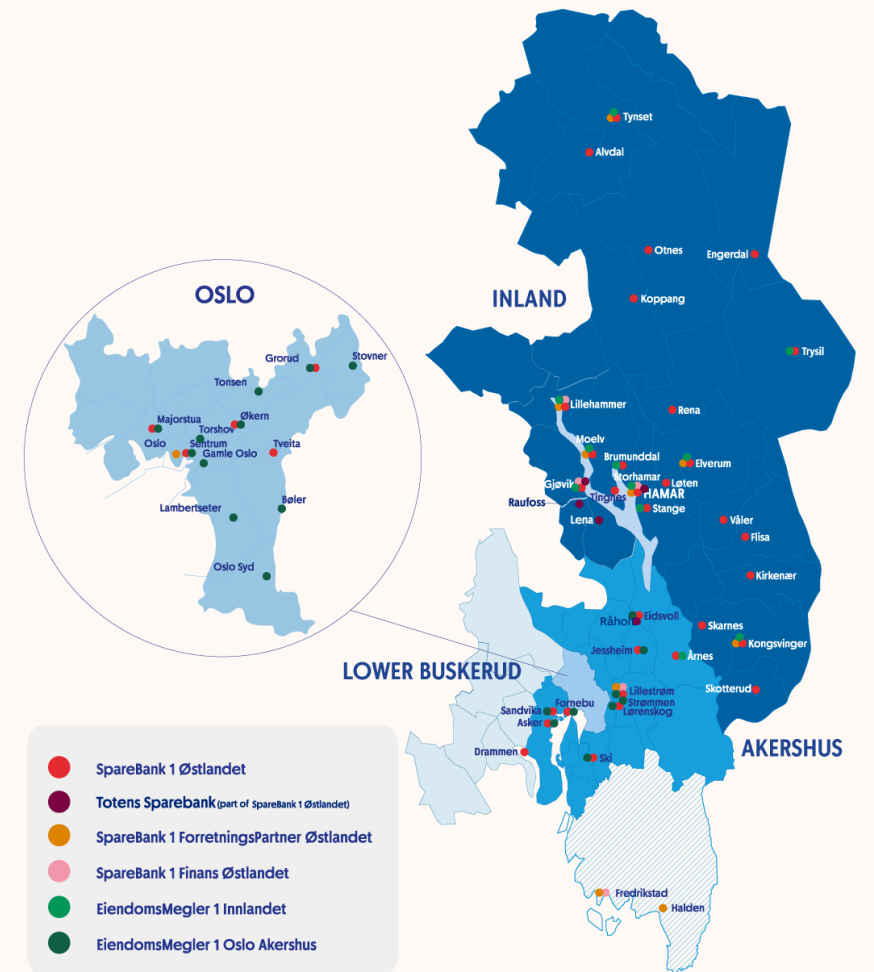 Tynset
Alvdal
Otnes
Engerdal
INLAND
Koppang
OSLO
Trysil
Grorud
Stovner
Tonsen
Lillehammer
Rena
Majorstua
Økern
Torshov
Oslo
Sentrum
Tveita
Gamle Oslo
Moelv
Brumunddal
Elverum
Gjøvik
Storhamar
Løten
Tingnes
HAMAR
Raufoss
Stange
Lena
Våler
Bøler
Lambertseter
Flisa
Oslo Syd
Kirkenær
Eidsvoll
Råholt
Skarnes
Jessheim
Årnes
Kongsvinger
LOWER BUSKERUD
Skotterud
Lillestrøm
Strømmen
Lørenskog
Fornebu
Sandvika
Asker
Drammen
Ski
AKERSHUS
SpareBank 1 Østlandet
Totens Sparebank (part of SpareBank 1 Østlandet)
SpareBank 1 ForretningsPartner Østlandet
SpareBank 1 Finans Østlandet
EiendomsMegler 1 Innlandet
EiendomsMegler 1 Oslo Akershus
Fredrikstad
Halden